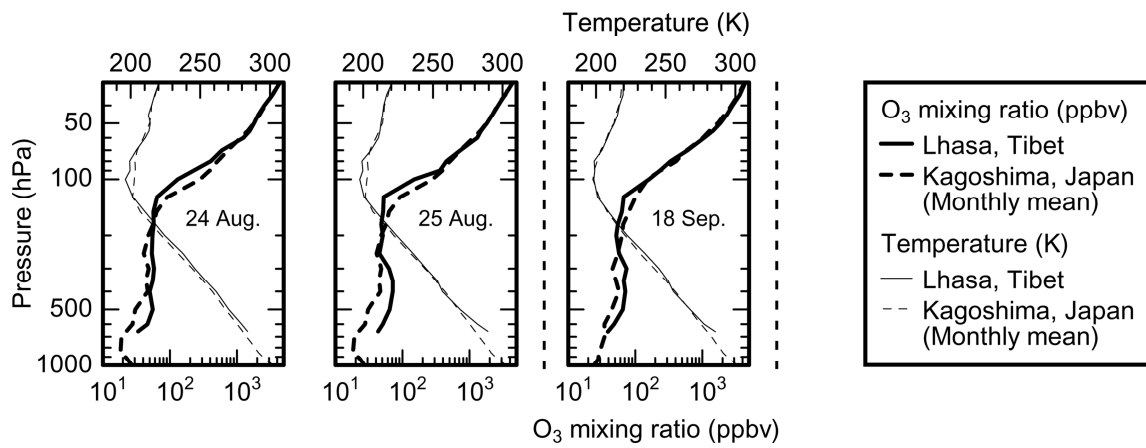 Temperature (K)
200 250 300 200 250 300 200 250 300
Pressure (hPa)
50
100
500
1000
24 Aug.
25 Aug.
18 Sep.
10¹ 10² 10³ 10¹ 10² 10³ 10¹ 10² 10³
O₃ mixing ratio (ppbv)
O₃ mixing ratio (ppbv)
Lhasa, Tibet
Kagoshima, Japan
(Monthly mean)
Temperature (K)
Lhasa, Tibet
Kagoshima, Japan
(Monthly mean)